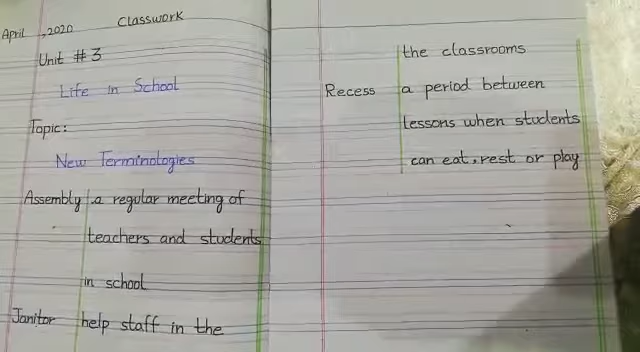 April ,2020 Classwork
Unit #3
Life in School
Topic:
New Terminologies
Assembly a regular meeting of
teachers and students
in school
Janitor help staff in the
the classrooms
Recess a period between
lessons when students
can eat, rest or play